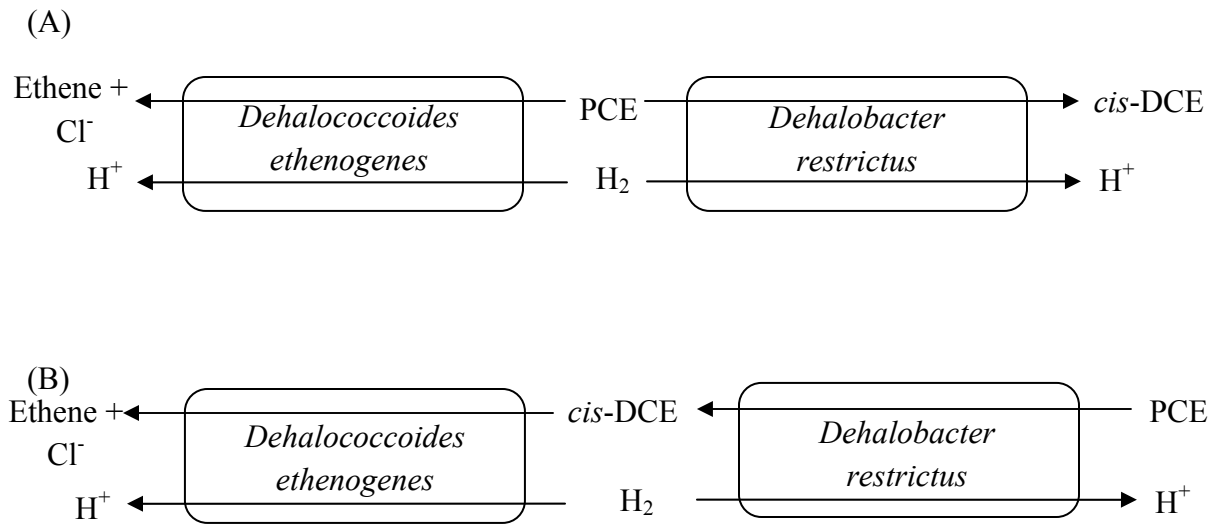 (A)
Ethene +
Cl⁻
H⁺
Dehalococcoides
ethenogenes
PCE
H₂
Dehalobacter
restrictus
cis-DCE
H⁺
(B)
Ethene +
Cl⁻
H⁺
Dehalococcoides
ethenogenes
cis-DCE
H₂
Dehalobacter
restrictus
PCE
H⁺